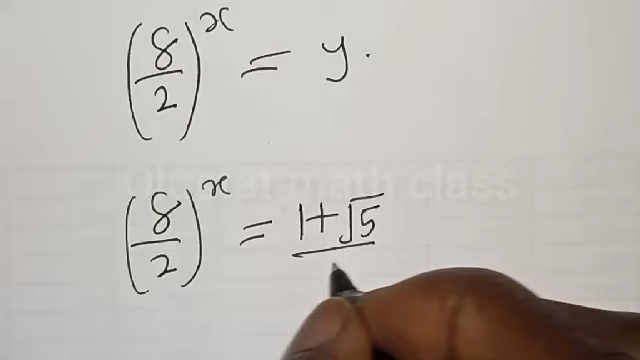 (8/2)^x = y.
(8/2)^x = 1+√5